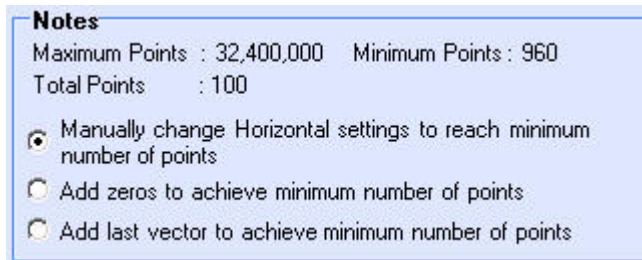 Notes
Maximum Points : 32,400,000 Minimum Points : 960
Total Points : 100
Manually change Horizontal settings to reach minimum
number of points
Add zeros to achieve minimum number of points
Add last vector to achieve minimum number of points